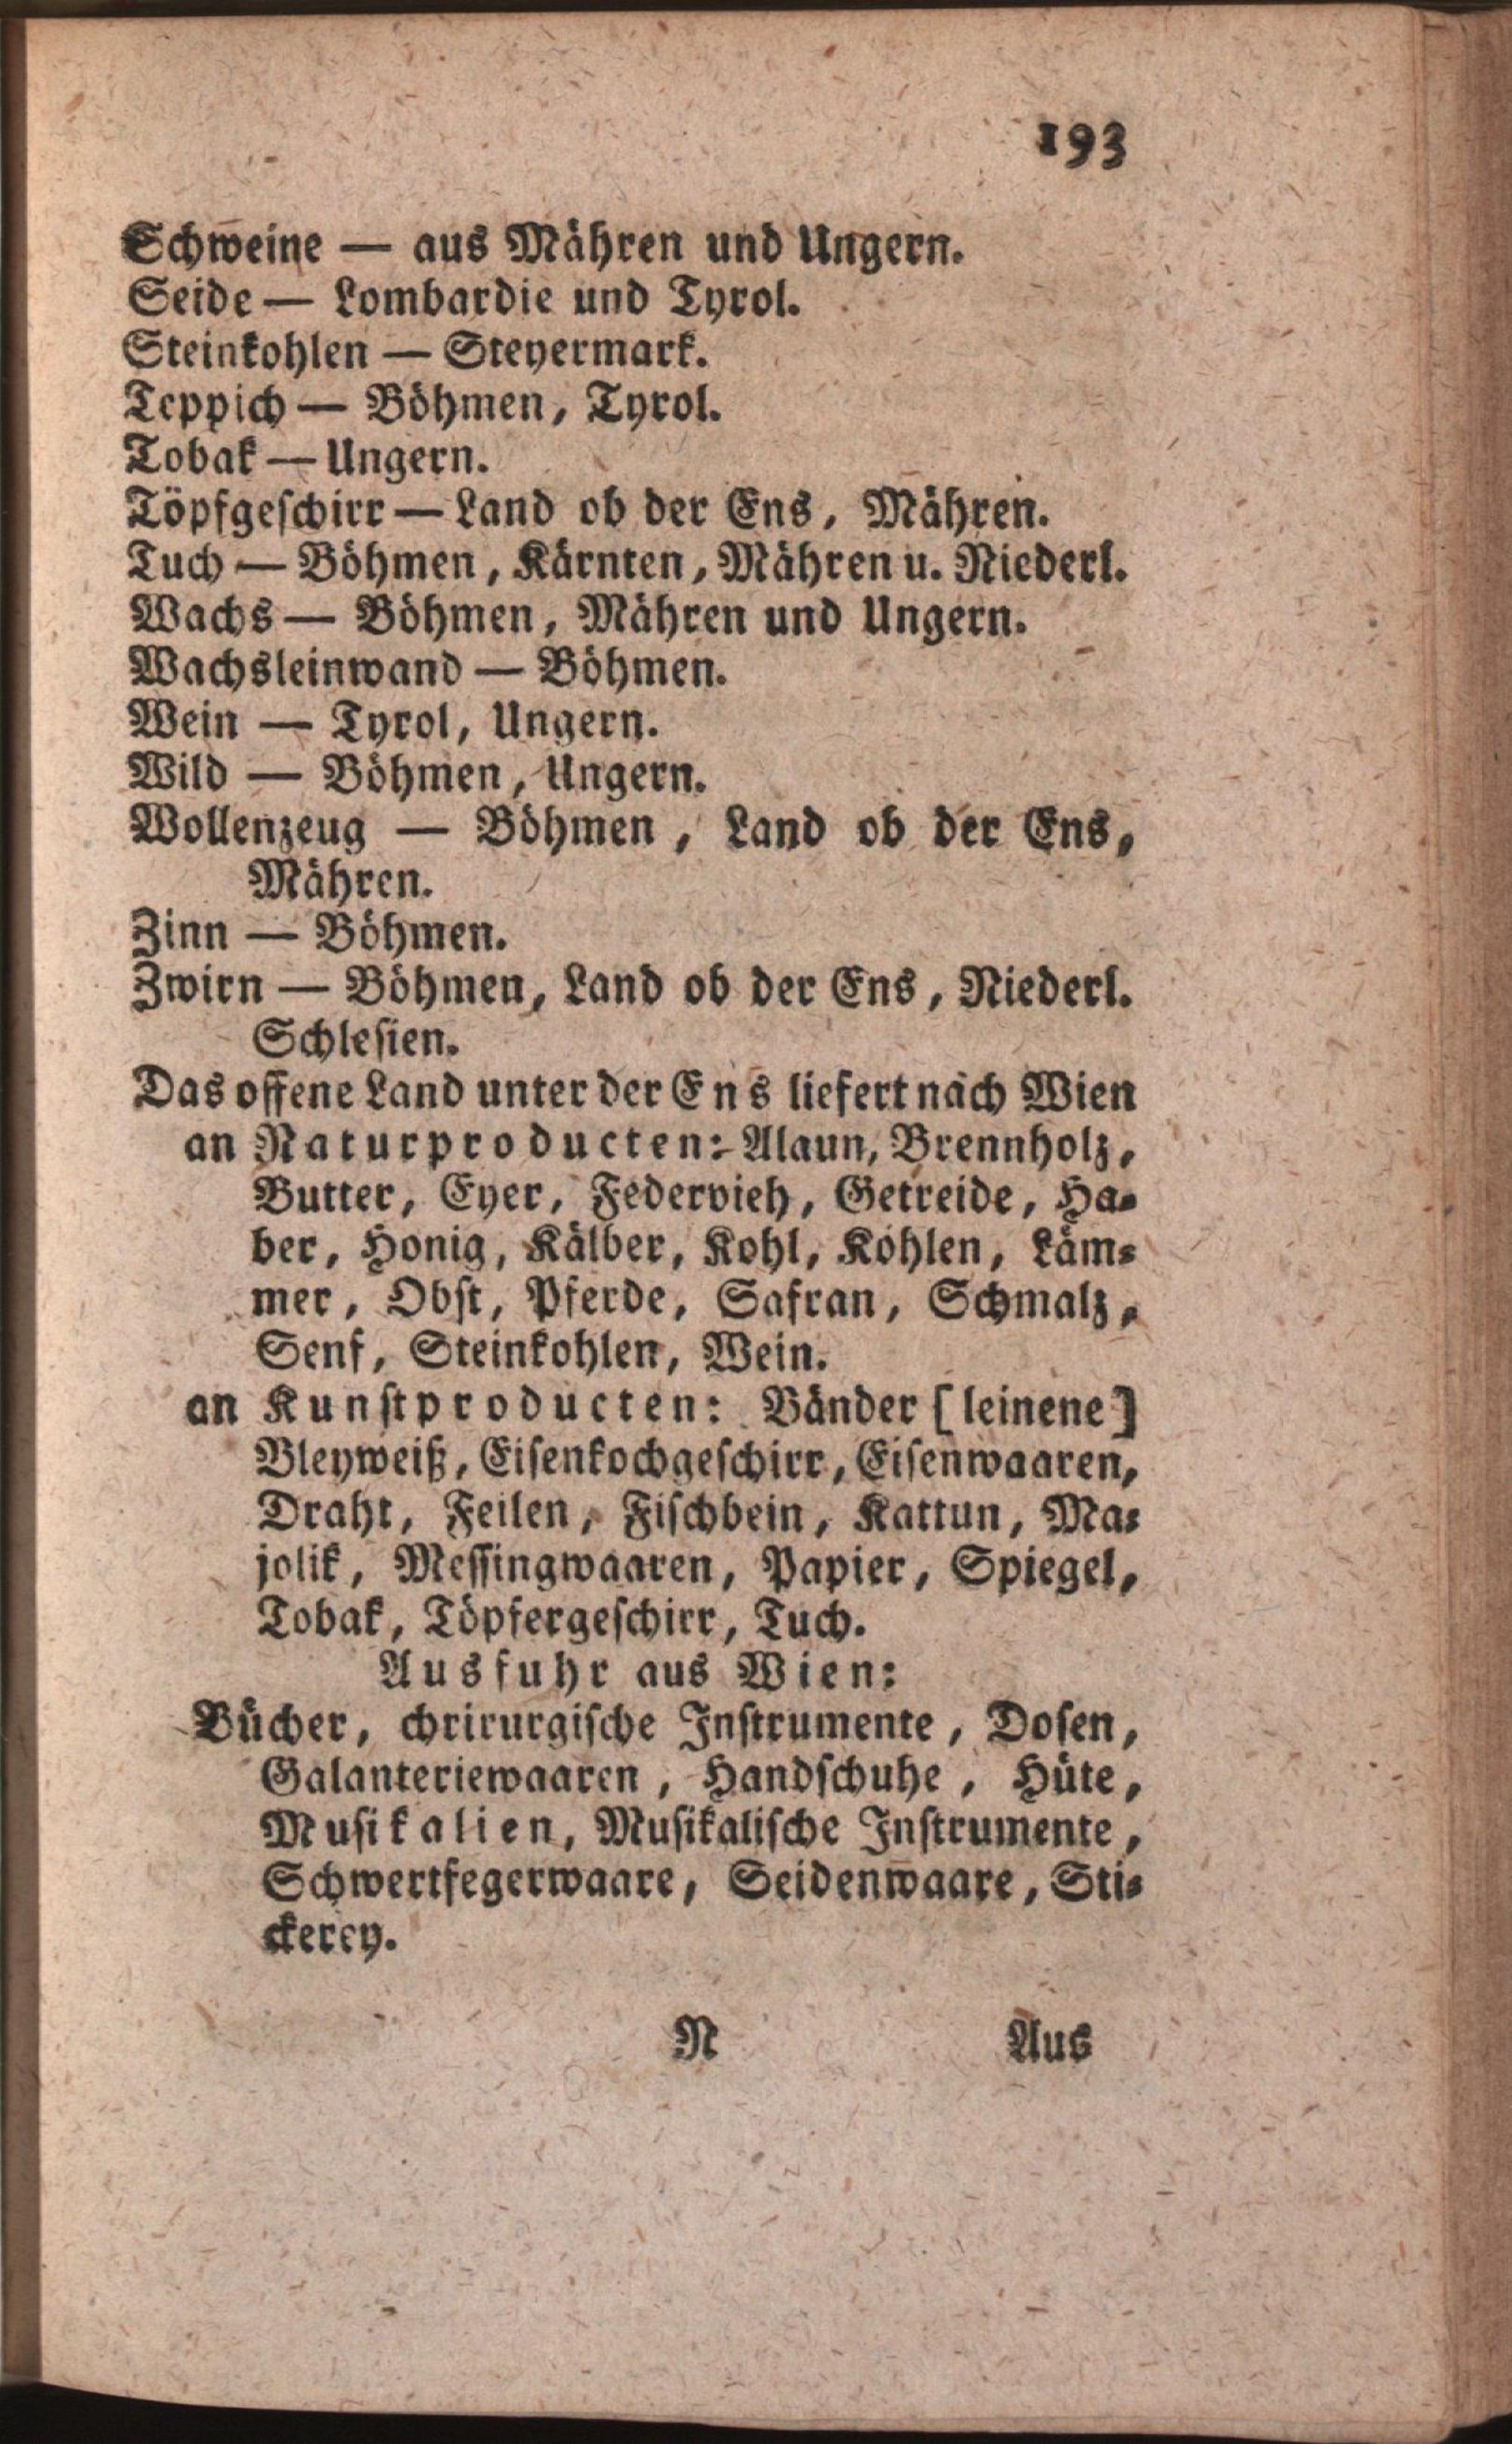 193
Schweine — aus Mähren und Ungern.
Seide — Lombardie und Tyrol.
Steinkohlen — Steyermark.
Teppich — Böhmen, Tyrol.
Tobak — Ungern.
Töpfgeschirr — Land ob der Ens, Mähren.
Tuch — Böhmen, Kärnten, Mähren u. Niederl.
Wachs — Böhmen, Mähren und Ungern.
Wachsleinwand — Böhmen.
Wein — Tyrol, Ungern.
Wild — Böhmen, Ungern.
Wollenzeug — Böhmen, Land ob der Ens,
Mähren.
Zinn — Böhmen.
Zwirn — Böhmen, Land ob der Ens, Niederl.
Schlesien.
Das offene Land unter der Ens liefert nach Wien
an Naturproducten: Alaun, Brennholz,
Butter, Eyer, Federvieh, Getreide, Ha-
ber, Honig, Kälber, Kohl, Kohlen, Läm-
mer, Obst, Pferde, Safran, Schmalz,
Senf, Steinkohlen, Wein.
an Kunstproducten: Bänder [leinene]
Bleyweiß, Eisenkochgeschirr, Eisenwaaren,
Draht, Feilen, Fischbein, Kattun, Ma-
jolik, Messingwaaren, Papier, Spiegel,
Tobak, Töpfergeschirr, Tuch.
Ausfuhr aus Wien:
Bücher, chrirurgische Instrumente, Dosen,
Galanteriewaaren, Handschuhe, Hüte,
Musikalien, Musikalische Instrumente,
Schwertfegerwaare, Seidenwaare, Sti-
ckerey.
N Aus